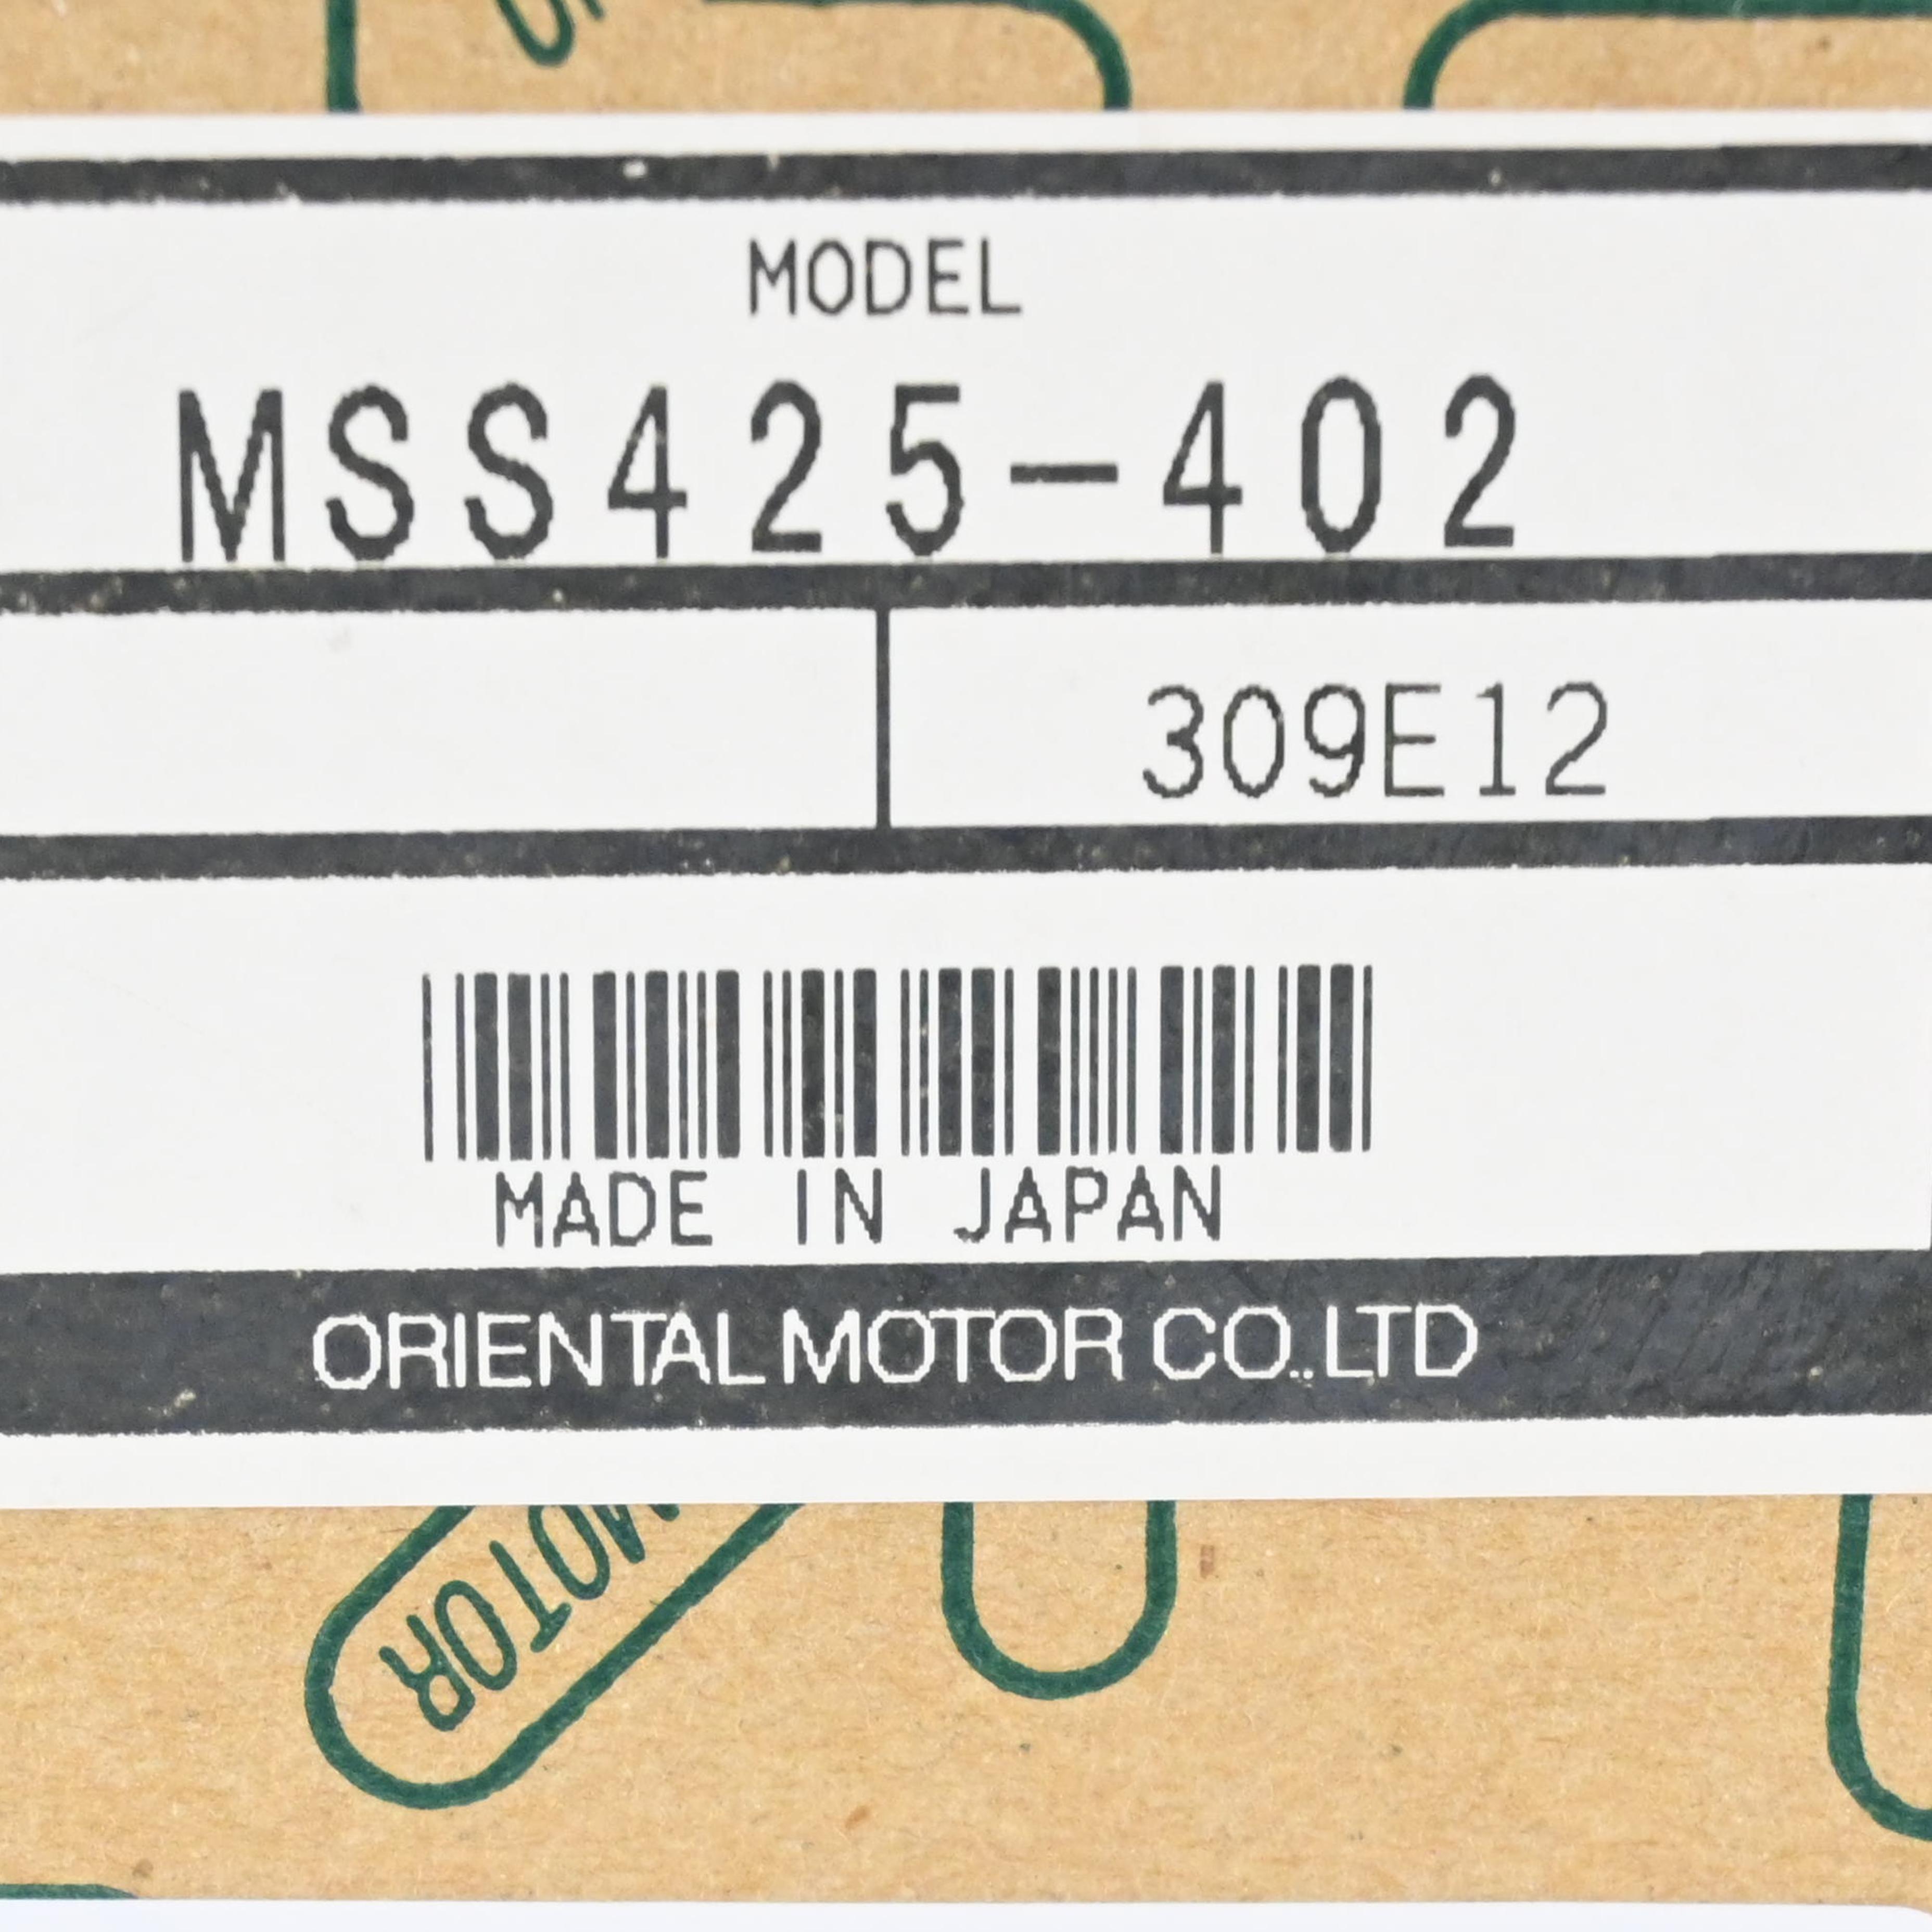 MODEL
MSS425-402
309E12
MADE IN JAPAN
ORIENTAL MOTOR CO.,LTD
MOTOR